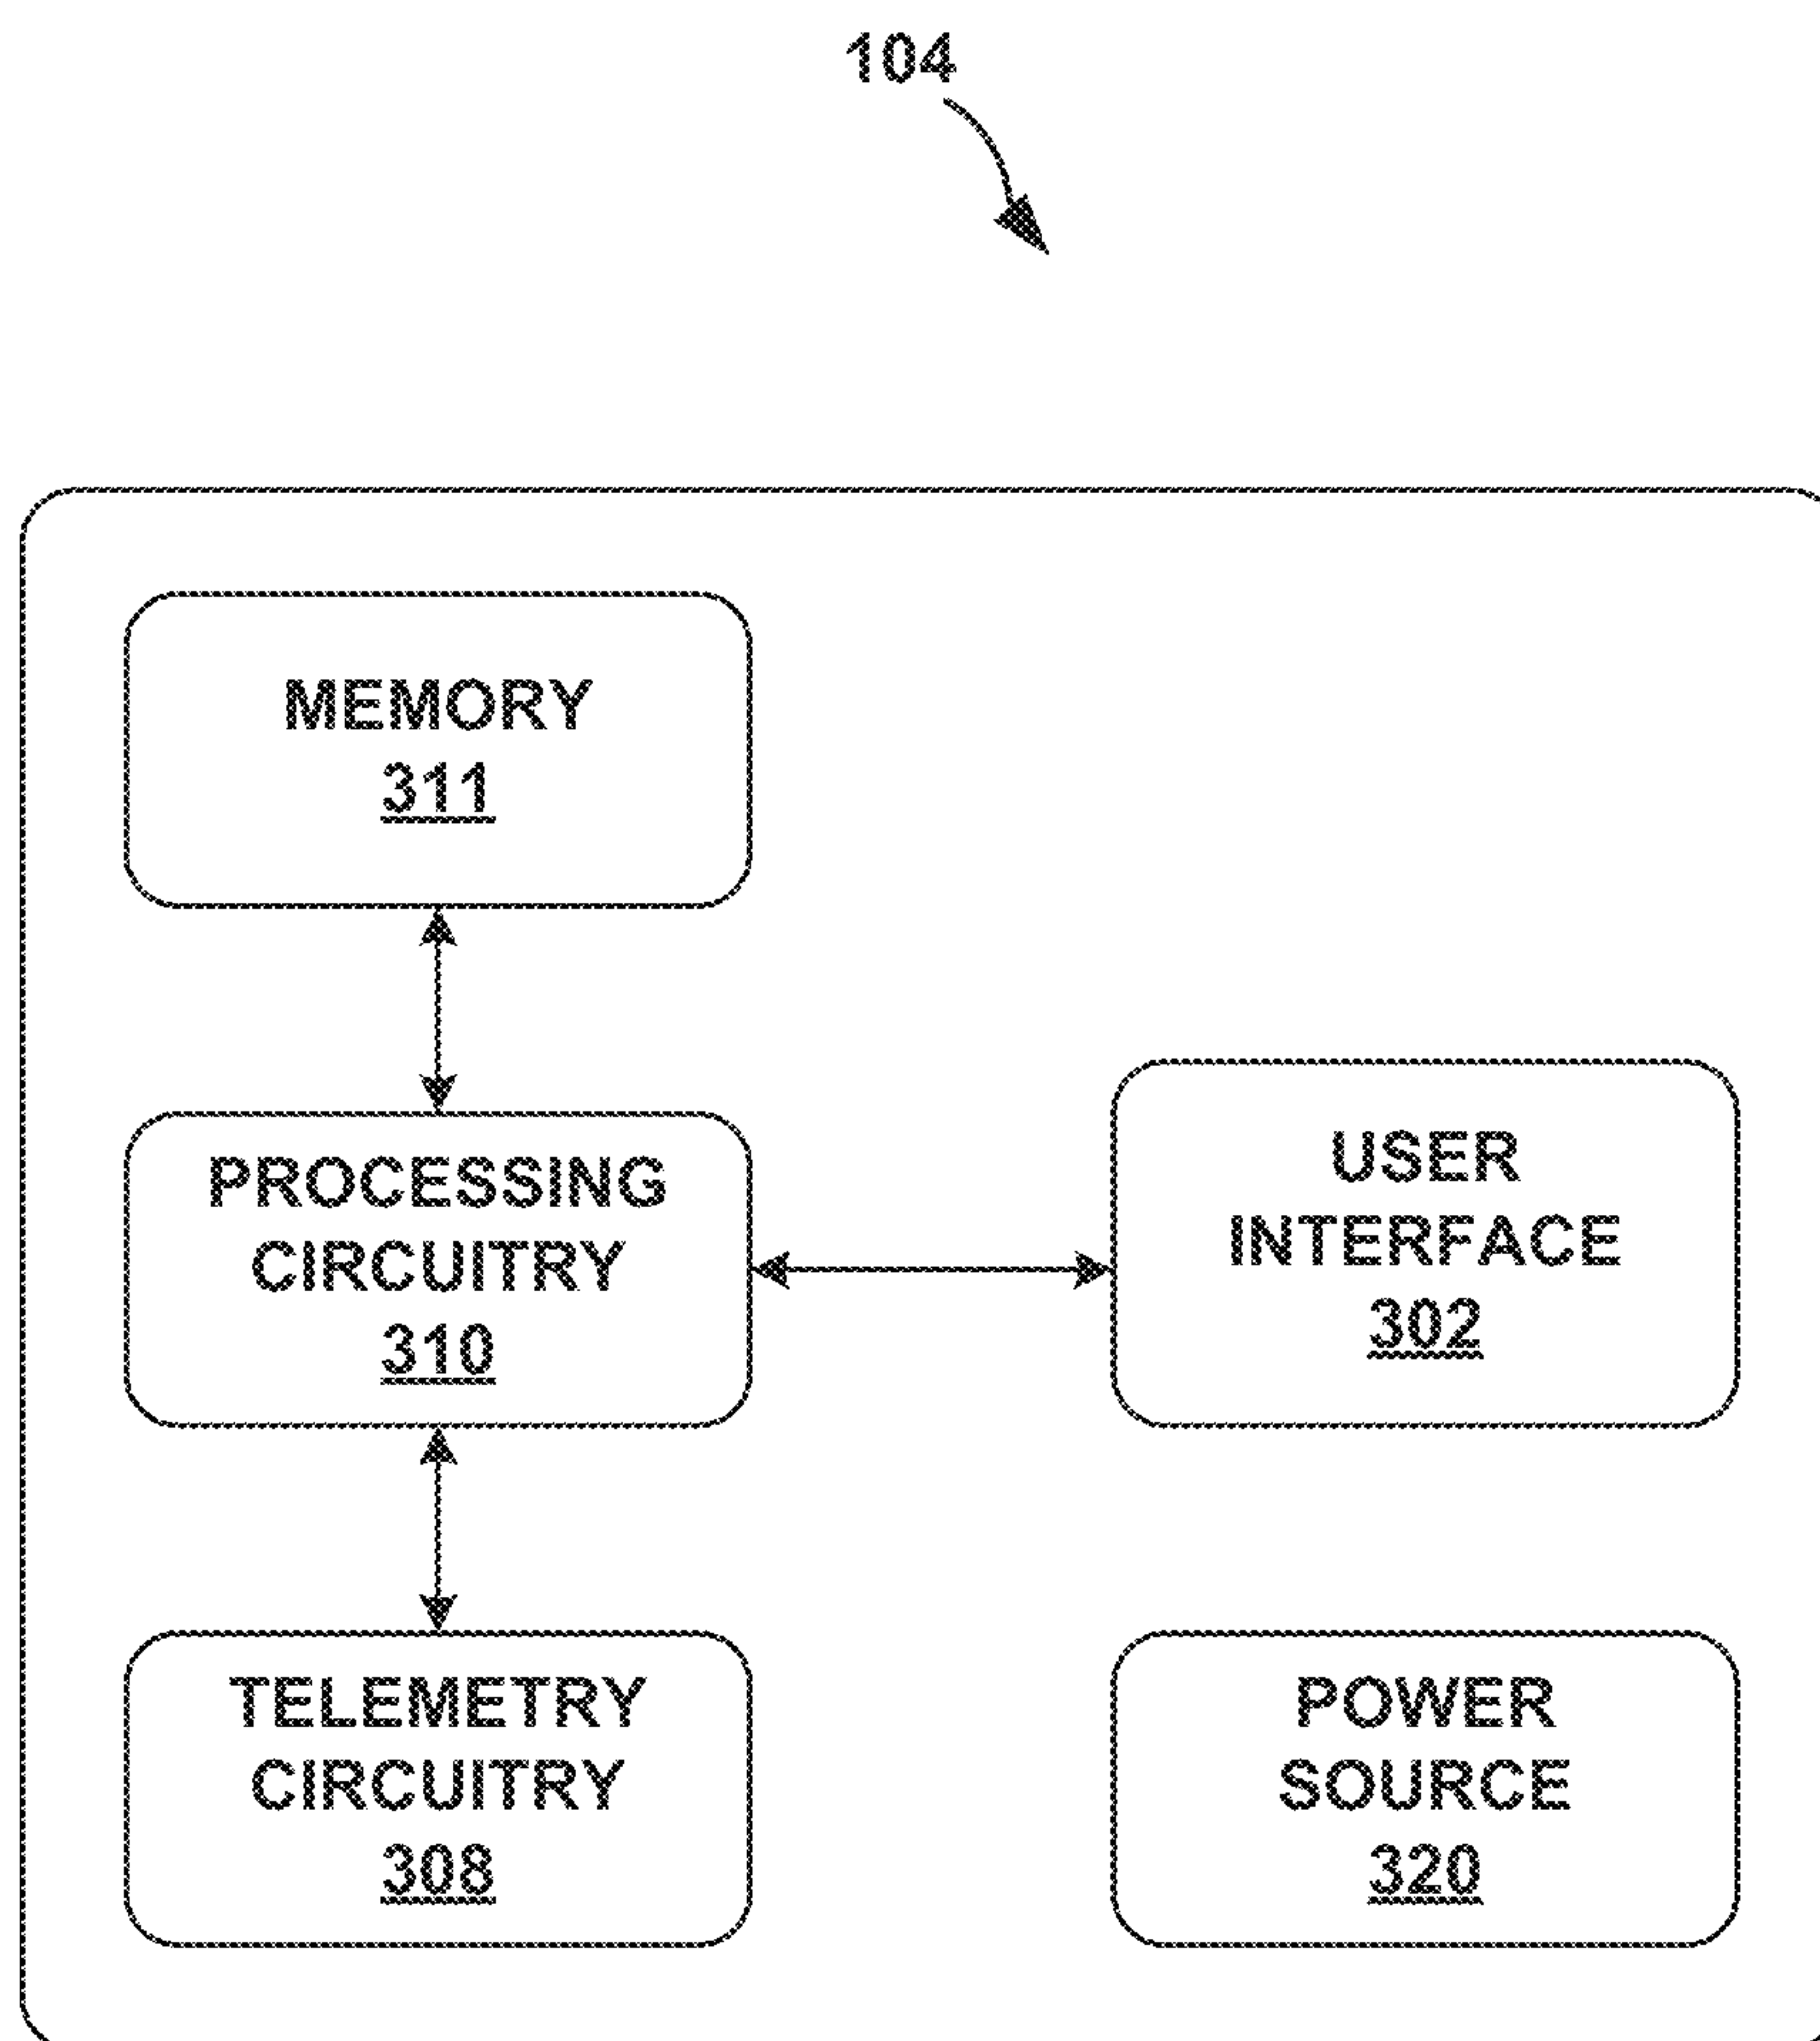 104
MEMORY
311
PROCESSING
CIRCUITRY
310
USER
INTERFACE
302
TELEMETRY
CIRCUITRY
308
POWER
SOURCE
320